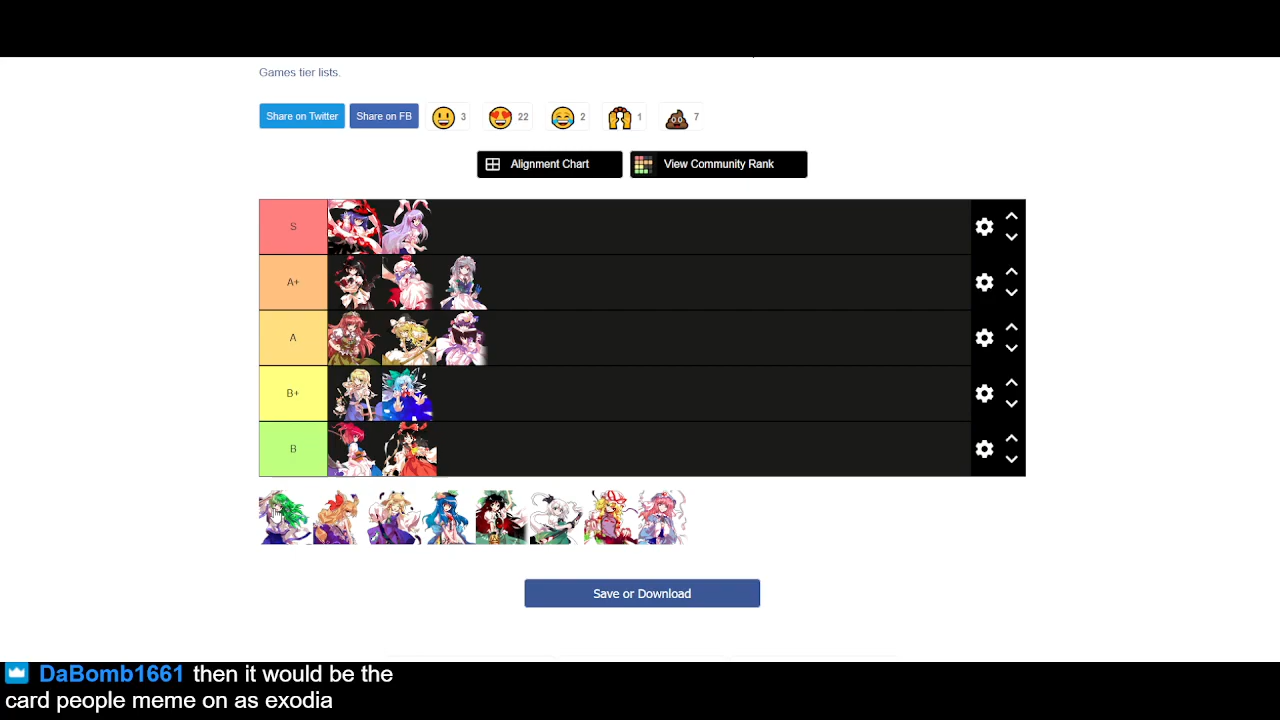 Games tier lists.
Share on Twitter Share on FB 3 22 2 1 7
Alignment Chart View Community Rank
S
A+
A
B+
B
Save or Download
DaBomb1661 then it would be the
card people meme on as exodia